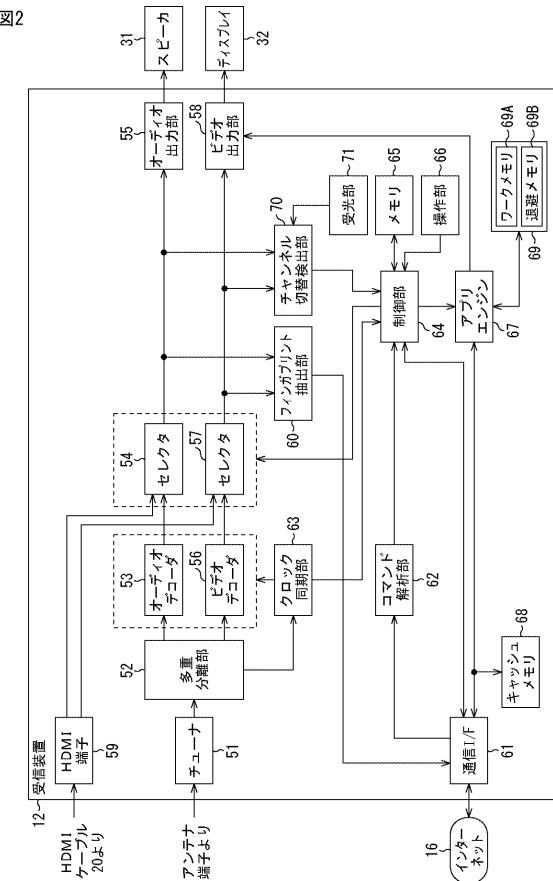 図2
スピーカ
31
ディスプレイ
32
オーディオ
出力部
55
ビデオ
出力部
58
ワークメモリ
69A
退避メモリ
69B
69
受光部
71
メモリ
65
操作部
66
チャンネル
切替検出部
70
制御部
64
アプリ
エンジン
67
フィンガプリント
抽出部
60
セレクタ
54
セレクタ
57
オーディオ
デコーダ
53
ビデオ
デコーダ
56
クロック
同期部
63
コマンド
解析部
62
多重
分離部
52
キャッシュ
メモリ
68
HDMI
端子
59
チューナ
51
通信I/F
61
受信装置
12
HDMI
ケーブル
20より
アンテナ
端子より
インター
ネット
16